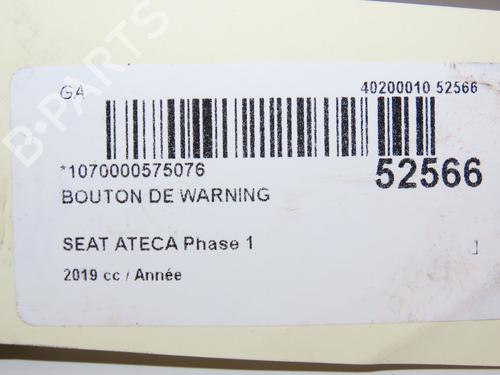 GA
40200010 52566
*1070000575076
52566
BOUTON DE WARNING
SEAT ATECA Phase 1
2019 cc / Année
B-PARTS